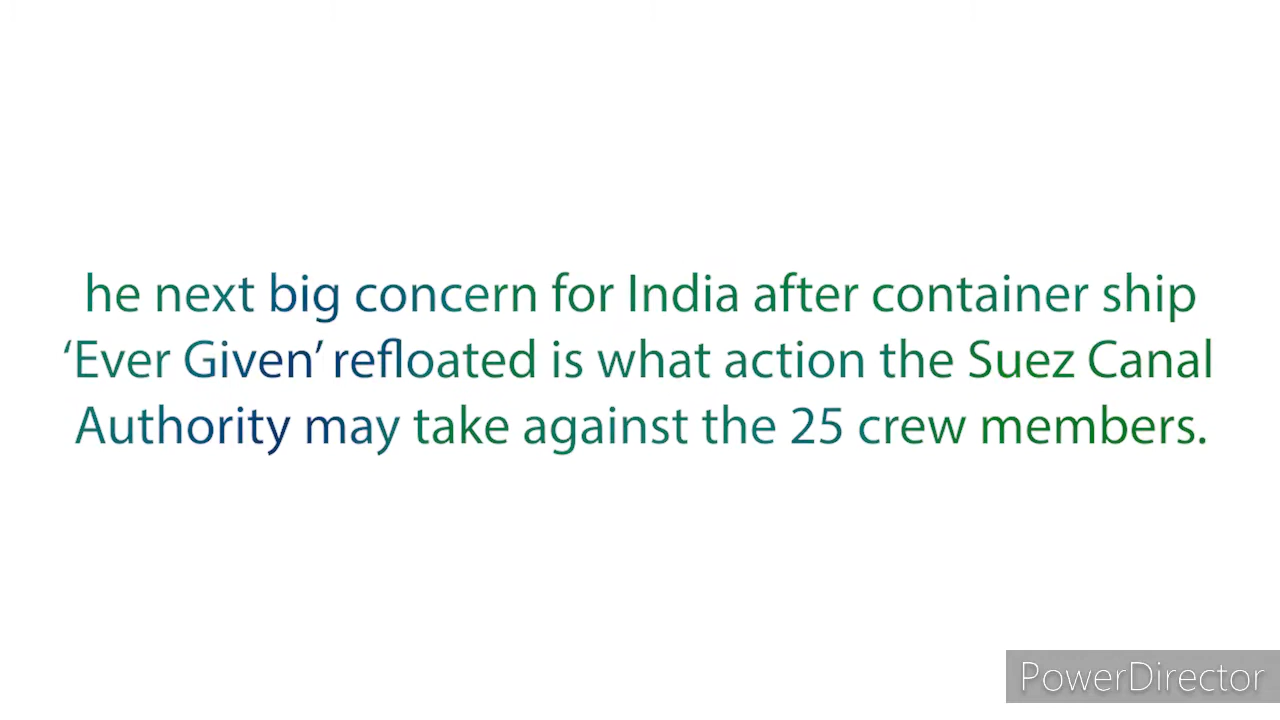 he next big concern for India after container ship
‘Ever Given’ refloated is what action the Suez Canal
Authority may take against the 25 crew members.
PowerDirector